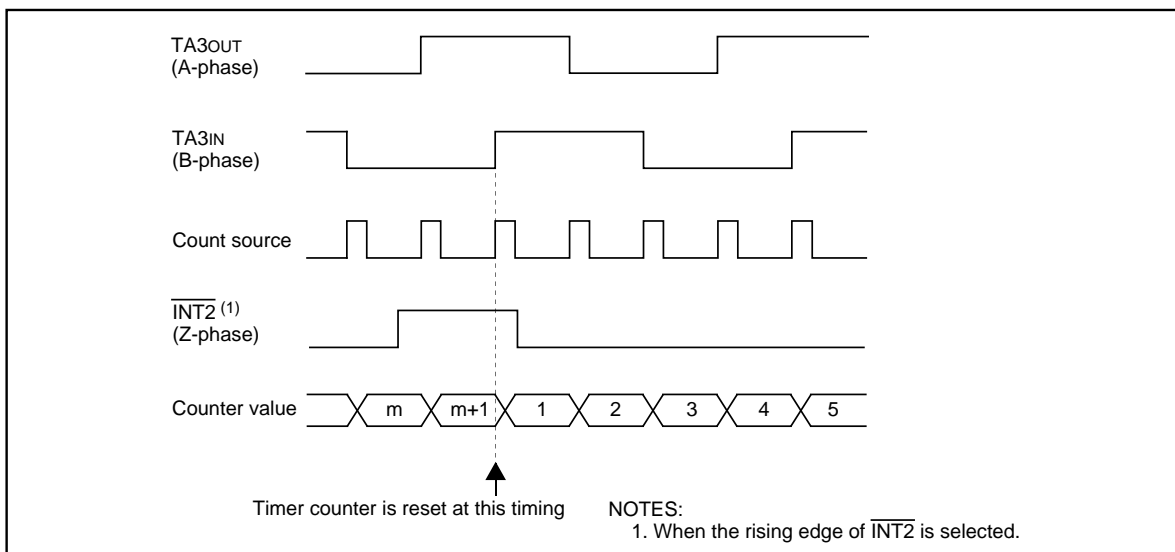 TA3OUT
(A-phase)
TA3IN
(B-phase)
Count source
INT2 (1)
(Z-phase)
Counter value
m
m+1
1
2
3
4
5
Timer counter is reset at this timing
NOTES:
1. When the rising edge of INT2 is selected.